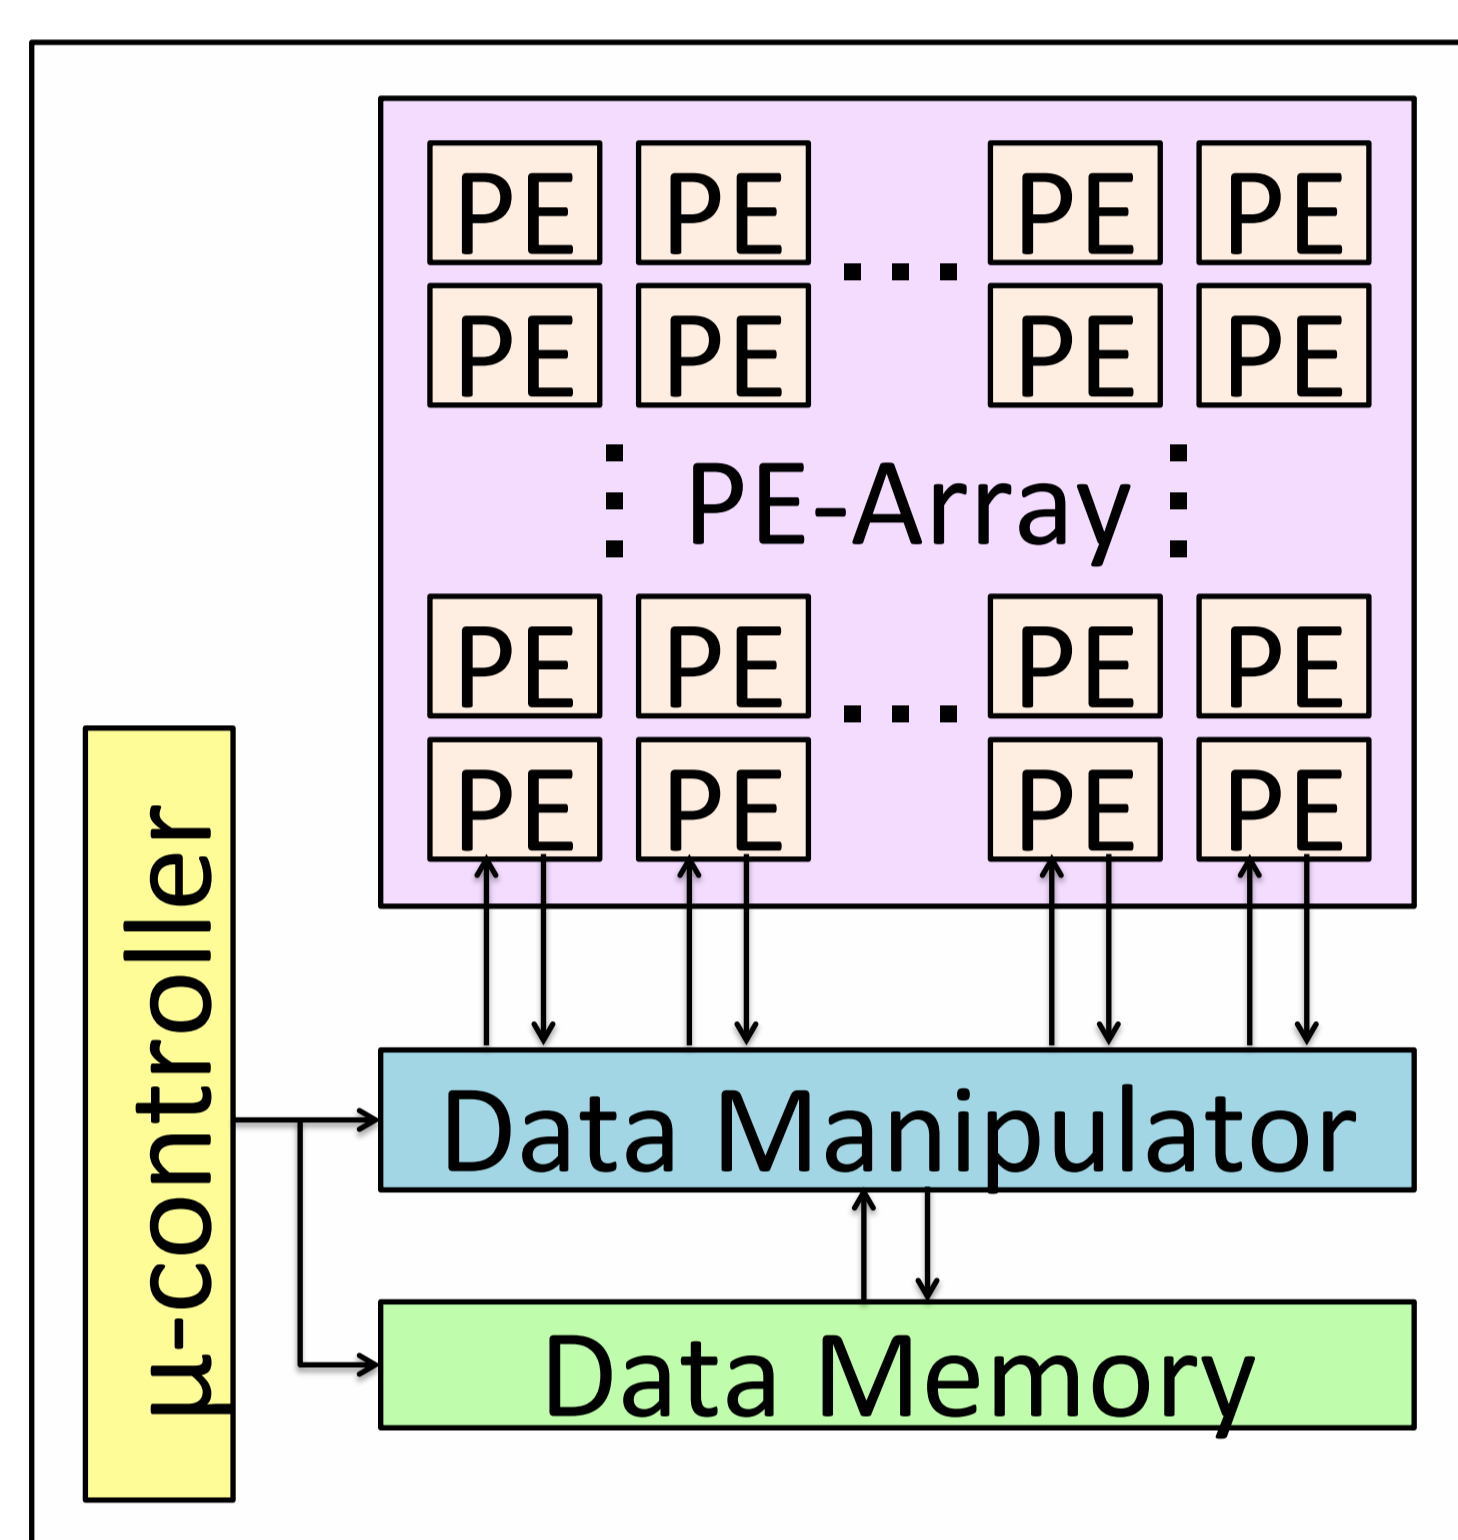 PE PE PE PE
...
PE PE PE PE
PE-Array
PE PE PE PE
...
PE PE PE PE
µ-controller
Data Manipulator
Data Memory